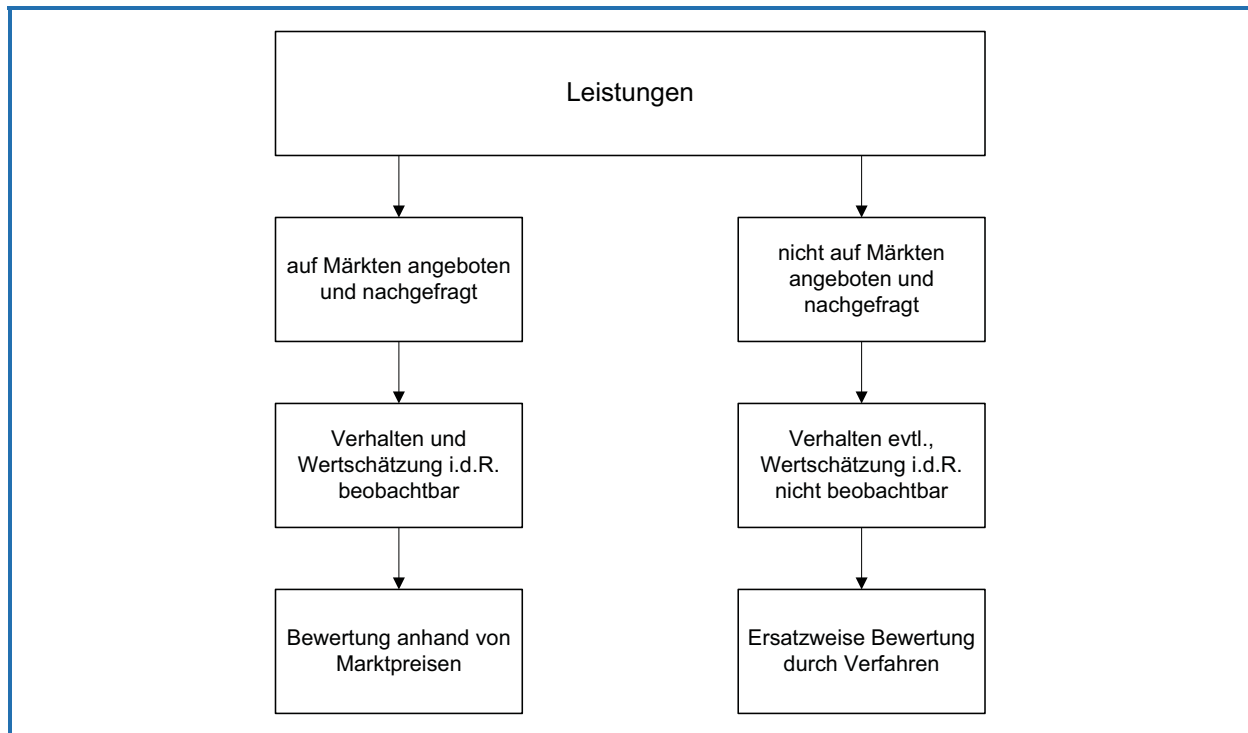 Leistungen
auf Märkten angeboten
und nachgefragt
nicht auf Märkten
angeboten und
nachgefragt
Verhalten und
Wertschätzung i.d.R.
beobachtbar
Verhalten evtl.,
Wertschätzung i.d.R.
nicht beobachtbar
Bewertung anhand von
Marktpreisen
Ersatzweise Bewertung
durch Verfahren